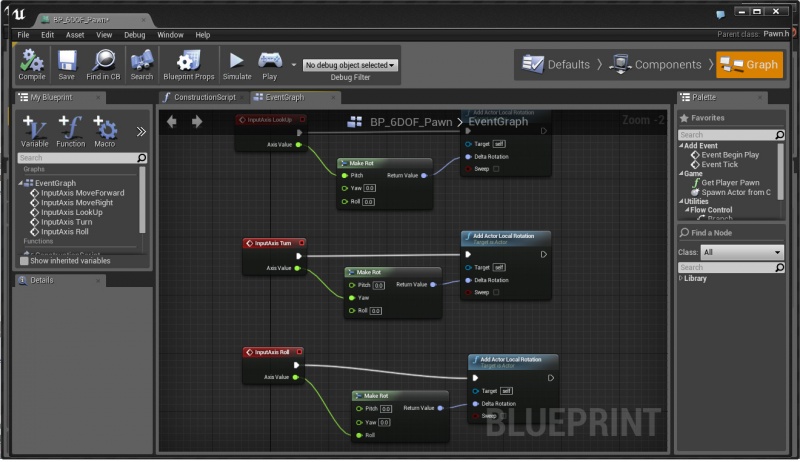 BP_6DOF_Pawn*
File Edit Asset View Debug Window Help
Parent class: Pawn.h
Compile Save Find in CB Search Blueprint Props Simulate Play
No debug object selected
Debug Filter
Defaults Components Graph
My Blueprint
Variable Function Macro
Search
Graphs
EventGraph
InputAxis MoveForward
InputAxis MoveRight
InputAxis LookUp
InputAxis Turn
InputAxis Roll
Functions
Show inherited variables
Details
ConstructionScript EventGraph
BP_6DOF_Pawn > EventGraph
Zoom -2
InputAxis LookUp
Axis Value
Make Rot
Pitch Return Value
Yaw 0.0
Roll 0.0
Add Actor Local Rotation
Target self
Delta Rotation
Sweep
InputAxis Turn
Axis Value
Make Rot
Pitch 0.0 Return Value
Yaw
Roll 0.0
Add Actor Local Rotation
Target is Actor
Target self
Delta Rotation
Sweep
InputAxis Roll
Axis Value
Make Rot
Pitch 0.0 Return Value
Yaw 0.0
Roll
Add Actor Local Rotation
Target is Actor
Target self
Delta Rotation
Sweep
BLUEPRINT
Palette
Favorites
Search
Add Event
Event Begin Play
Event Tick
Game
Get Player Pawn
Spawn Actor from C
Utilities
Flow Control
Branch
Find a Node
Class: All
Search
Library